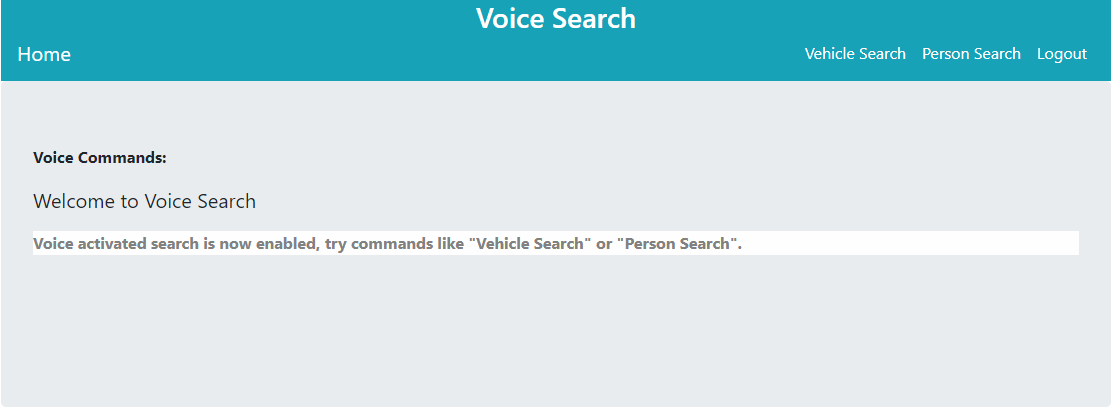 Voice Search
Home
Vehicle Search
Person Search
Logout
Voice Commands:
Welcome to Voice Search
Voice activated search is now enabled, try commands like "Vehicle Search" or "Person Search".